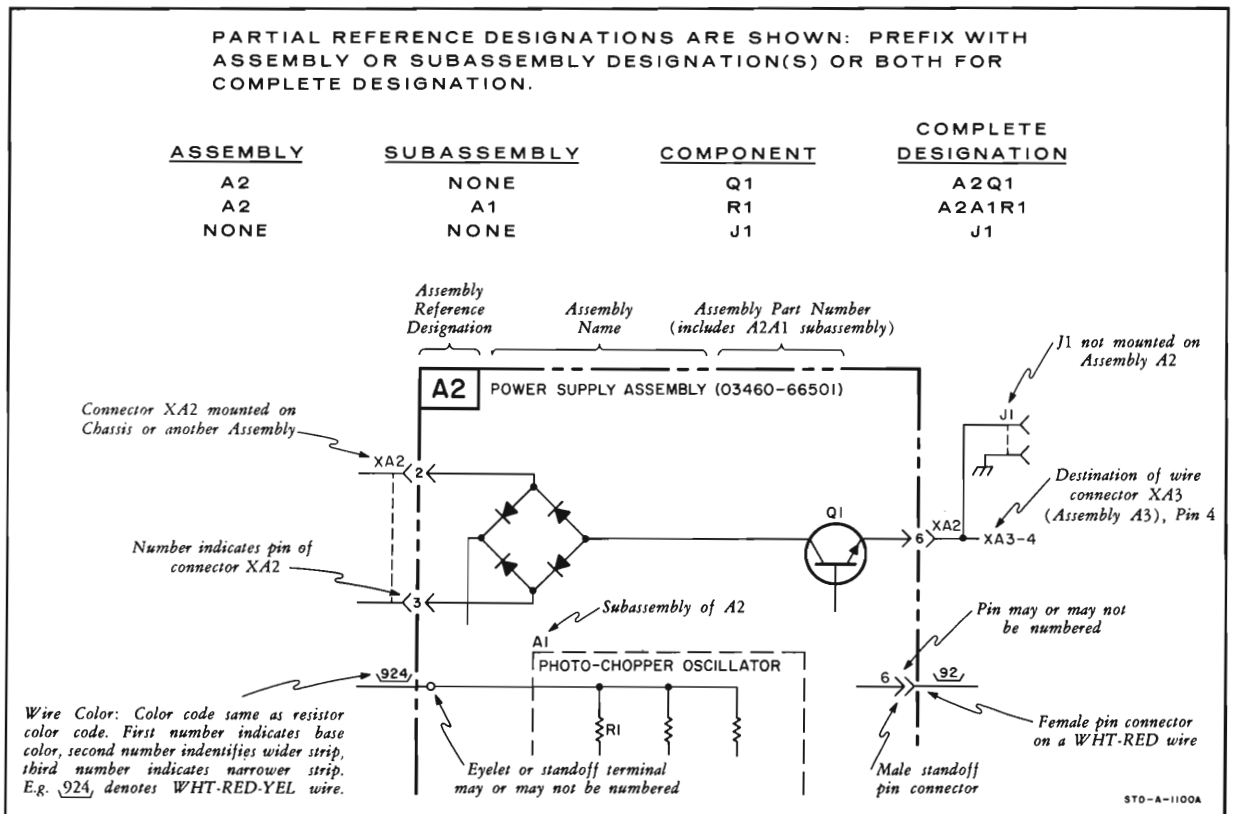 PARTIAL REFERENCE DESIGNATIONS ARE SHOWN: PREFIX WITH
ASSEMBLY OR SUBASSEMBLY DESIGNATION(S) OR BOTH FOR
COMPLETE DESIGNATION.
ASSEMBLY SUBASSEMBLY COMPONENT COMPLETE DESIGNATION
A2 NONE Q1 A2Q1
A2 A1 R1 A2A1R1
NONE NONE J1 J1
Assembly
Reference
Designation
Assembly
Name
Assembly Part Number
(includes A2A1 subassembly)
J1 not mounted on
Assembly A2
A2 POWER SUPPLY ASSEMBLY (03460-66501)
J1
Connector XA2 mounted on
Chassis or another Assembly
XA2
2
Destination of wire
connector XA3
(Assembly A3), Pin 4
Q1
6
XA2
XA3-4
Number indicates pin of
connector XA2
3
Subassembly of A2
Pin may or may not
be numbered
A1
PHOTO-CHOPPER OSCILLATOR
924
6
92
R1
Wire Color: Color code same as resistor
color code. First number indicates base
color, second number indentifies wider strip,
third number indicates narrower strip.
E.g. 924 denotes WHT-RED-YEL wire.
Eyelet or standoff terminal
may or may not be numbered
Male standoff
pin connector
Female pin connector
on a WHT-RED wire
STD-A-1100A